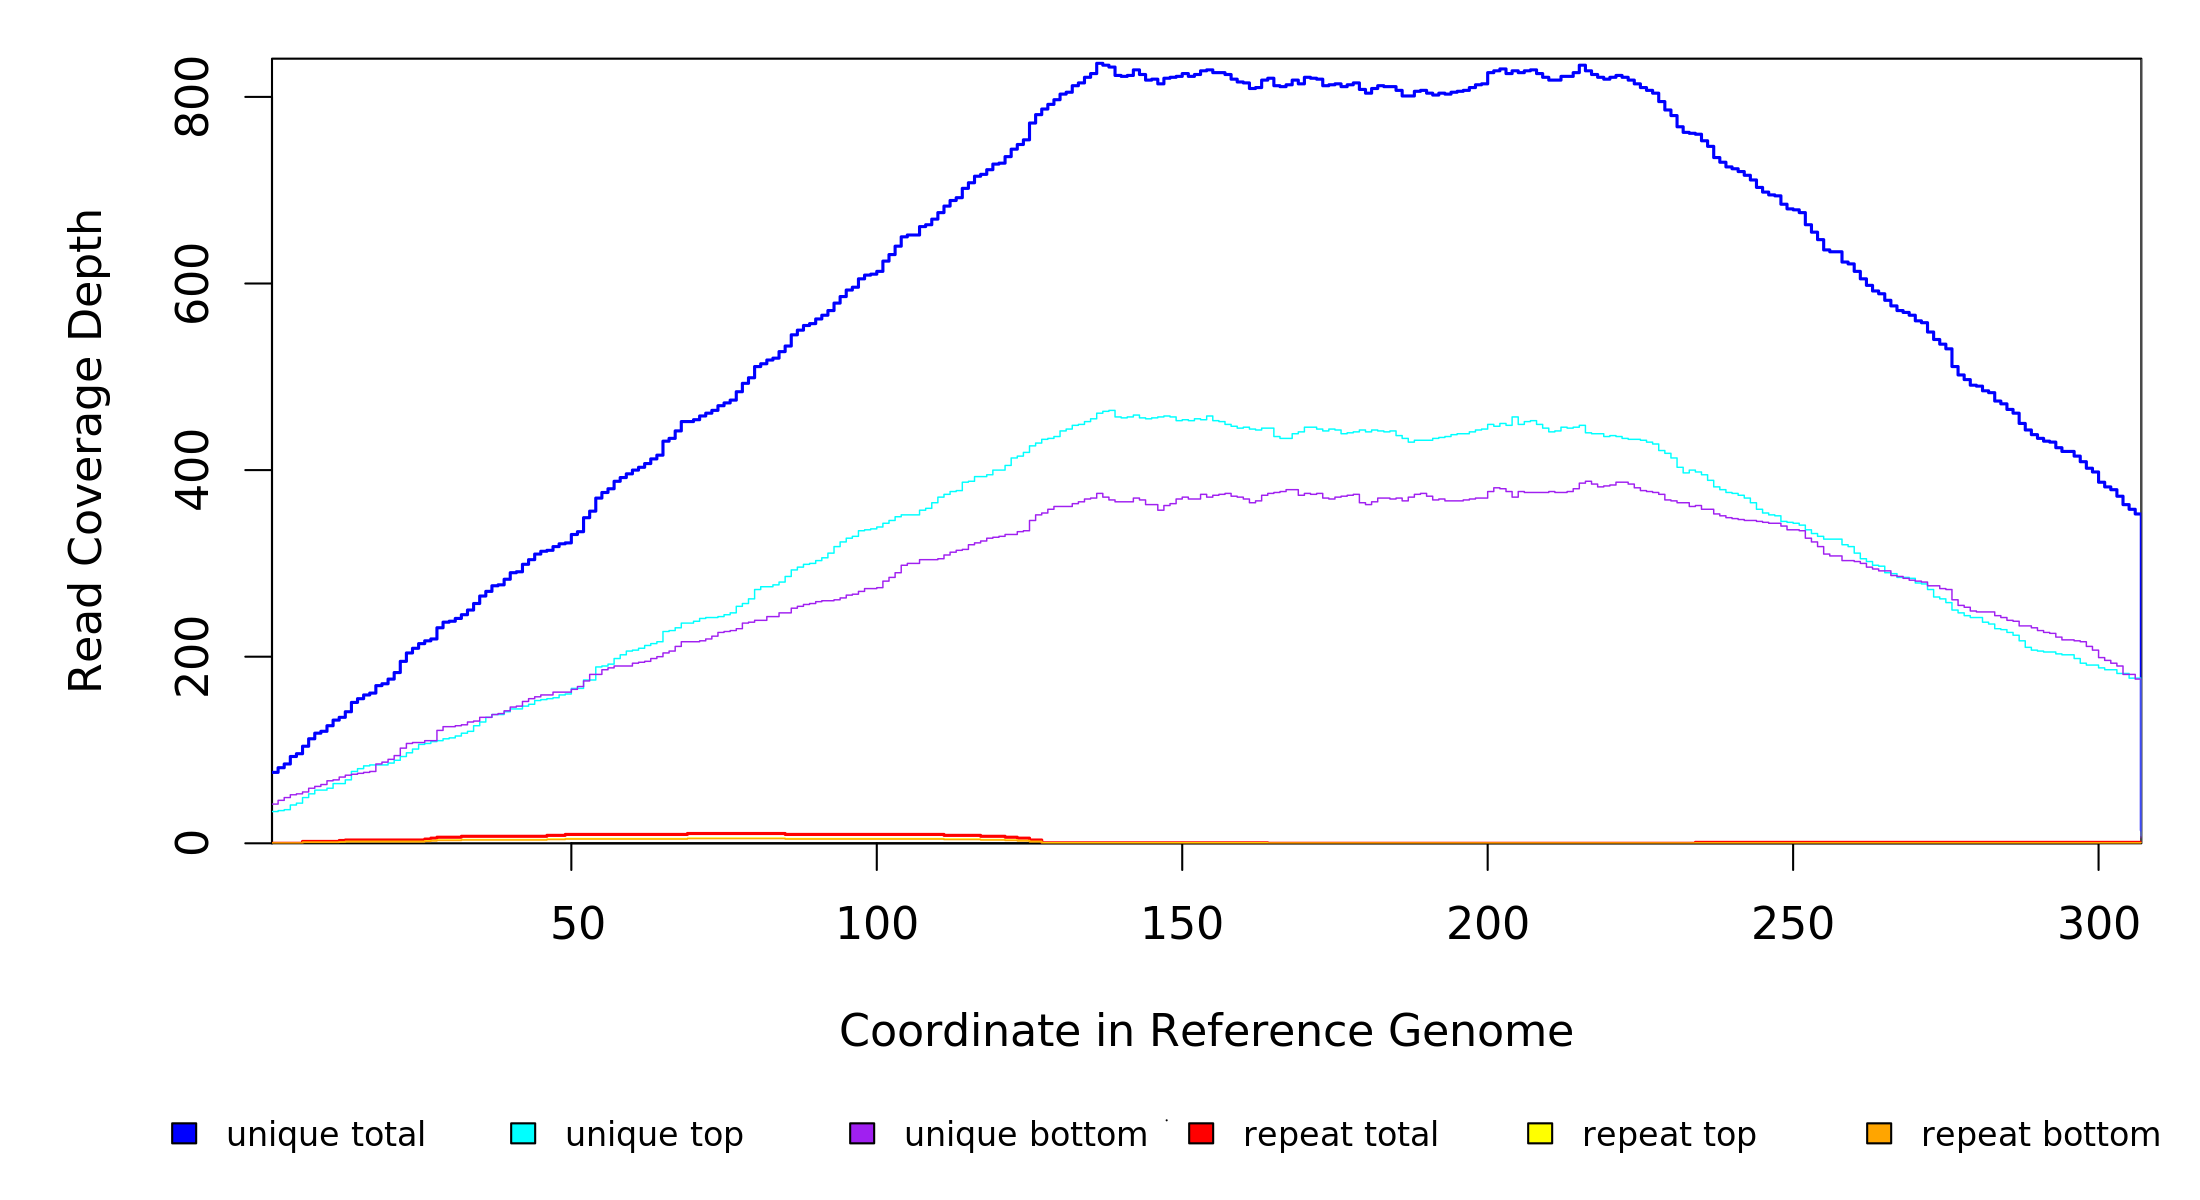 Read Coverage Depth
800
600
400
200
0
50 100 150 200 250 300
Coordinate in Reference Genome
unique total unique top unique bottom repeat total repeat top repeat bottom